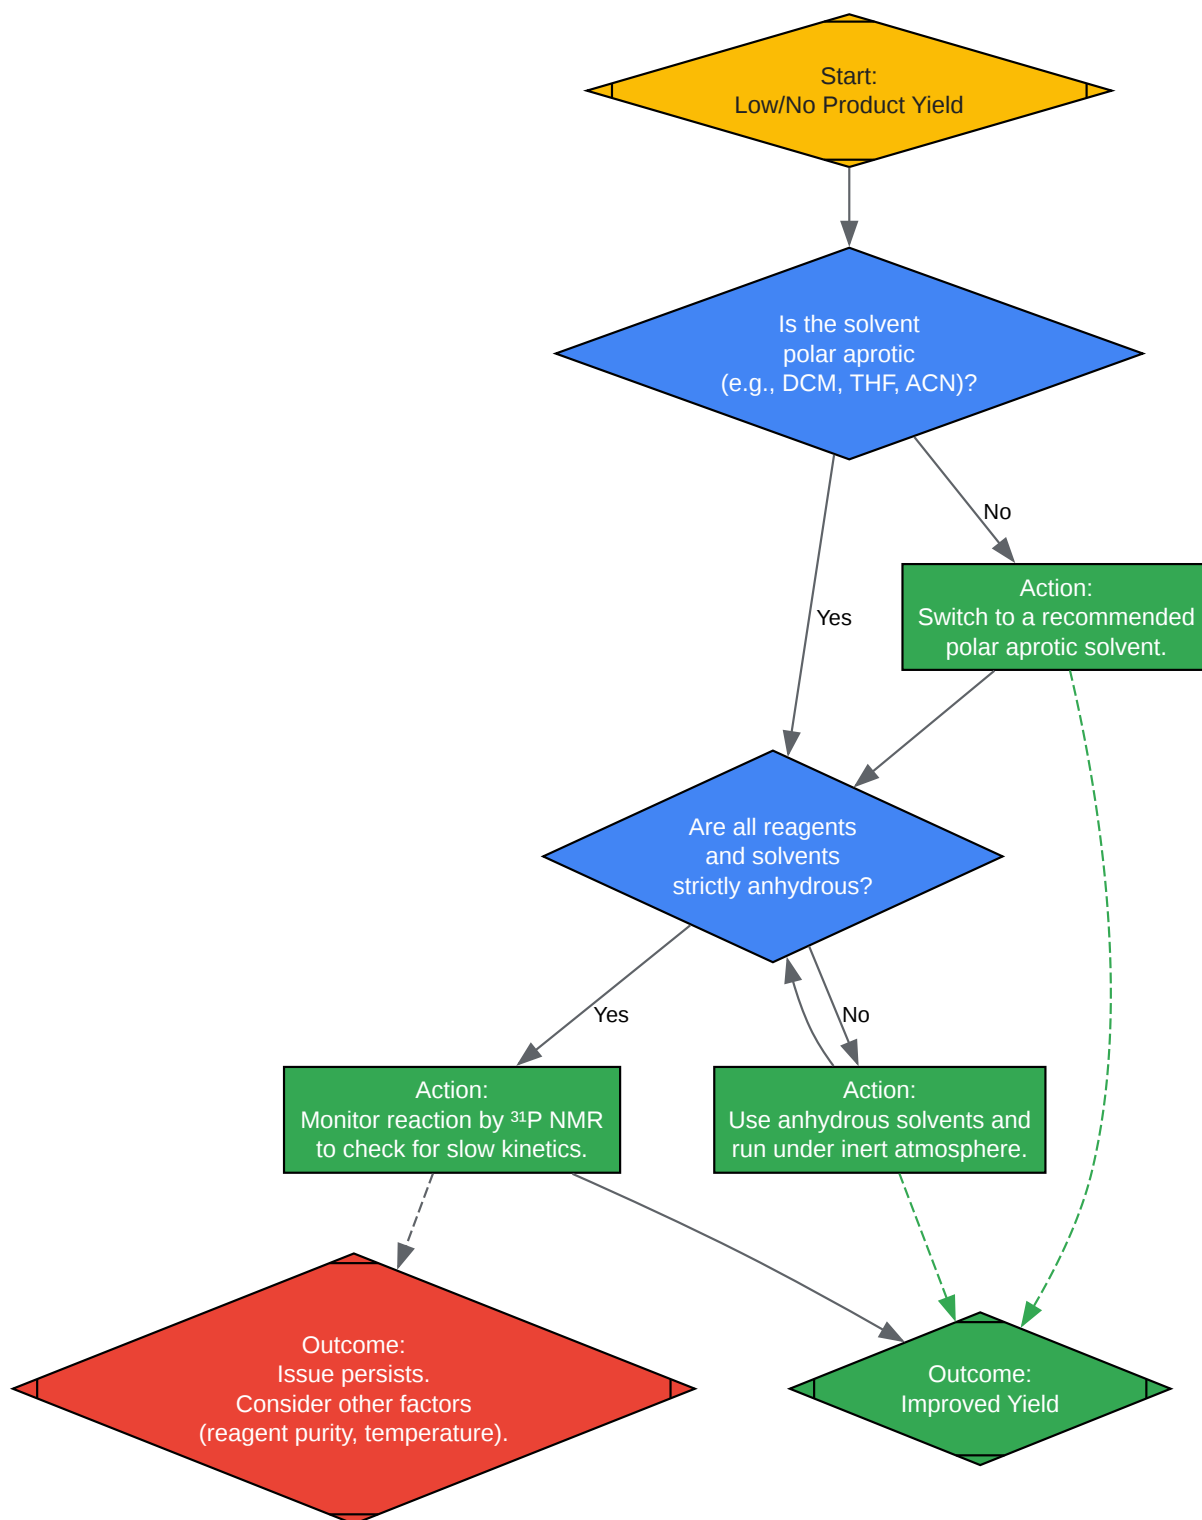 Start:
Low/No Product Yield
Is the solvent
polar aprotic
(e.g., DCM, THF, ACN)?
No
Action:
Switch to a recommended
polar aprotic solvent.
Yes
Are all reagents
and solvents
strictly anhydrous?
Yes
No
Action:
Monitor reaction by ³¹P NMR
to check for slow kinetics.
Action:
Use anhydrous solvents and
run under inert atmosphere.
Outcome:
Issue persists.
Consider other factors
(reagent purity, temperature).
Outcome:
Improved Yield